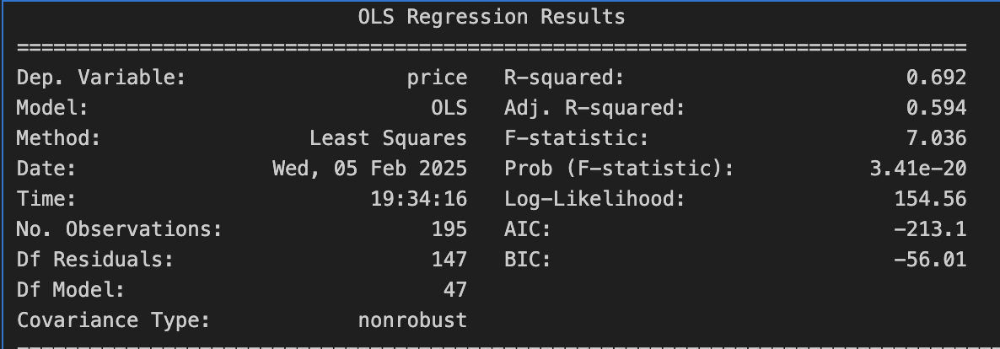 OLS Regression Results
==============================================================================
Dep. Variable: price R-squared: 0.692
Model: OLS Adj. R-squared: 0.594
Method: Least Squares F-statistic: 7.036
Date: Wed, 05 Feb 2025 Prob (F-statistic): 3.41e-20
Time: 19:34:16 Log-Likelihood: 154.56
No. Observations: 195 AIC: -213.1
Df Residuals: 147 BIC: -56.01
Df Model: 47
Covariance Type: nonrobust